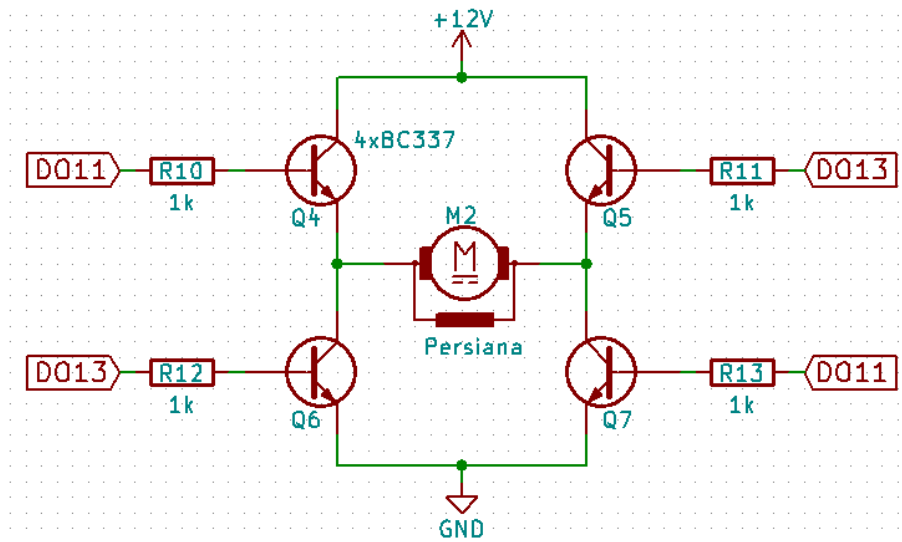 +12V
4xBC337
DO11
R10
1k
Q4
R11
1k
DO13
Q5
M2
M
Persiana
DO13
R12
1k
Q6
R13
1k
DO11
Q7
GND